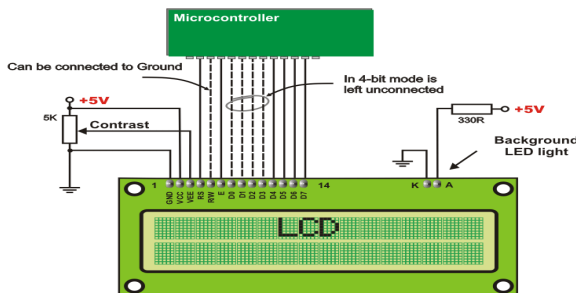 Microcontroller
Can be connected to Ground
In 4-bit mode is
left unconnected
+5V
5K
Contrast
+5V
330R
Background
LED light
1
14
K
A
GND
VCC
VEE
RS
R/W
E
D0
D1
D2
D3
D4
D5
D6
D7
LCD